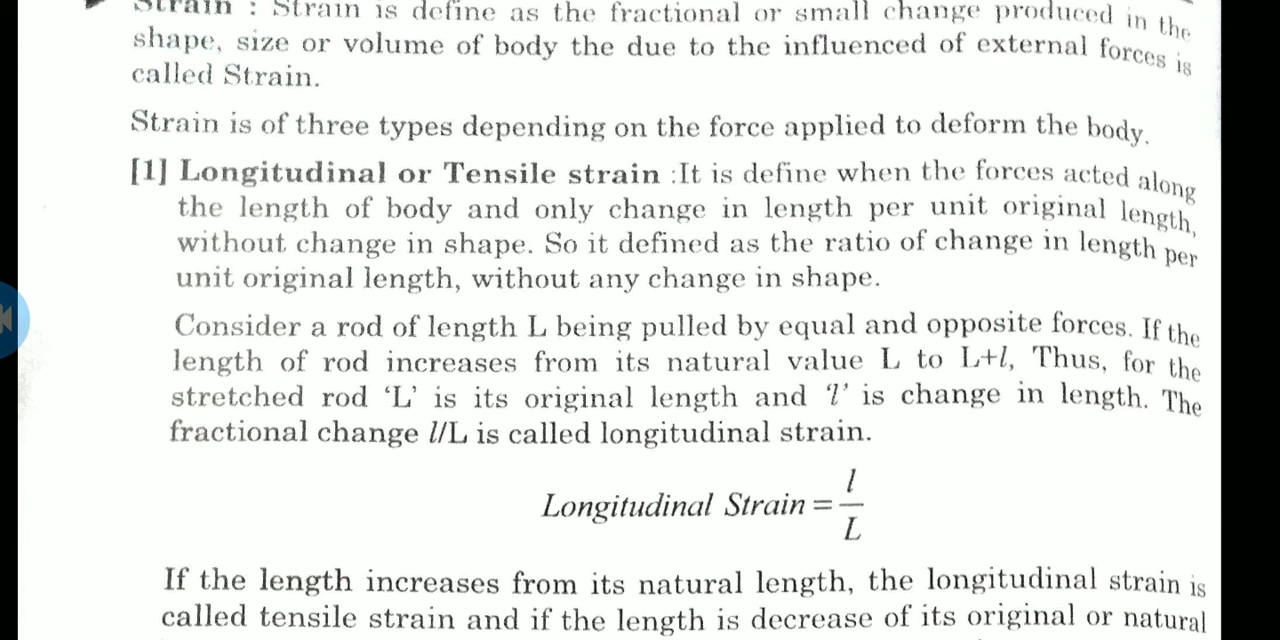 Strain : Strain is define as the fractional or small change produced in the
shape, size or volume of body the due to the influenced of external forces is
called Strain.
Strain is of three types depending on the force applied to deform the body.
[1] Longitudinal or Tensile strain :It is define when the forces acted along
the length of body and only change in length per unit original length,
without change in shape. So it defined as the ratio of change in length per
unit original length, without any change in shape.
Consider a rod of length L being pulled by equal and opposite forces. If the
length of rod increases from its natural value L to L+l, Thus, for the
stretched rod ‘L’ is its original length and ‘l’ is change in length. The
fractional change l/L is called longitudinal strain.
Longitudinal Strain = l/L
If the length increases from its natural length, the longitudinal strain is
called tensile strain and if the length is decrease of its original or natural